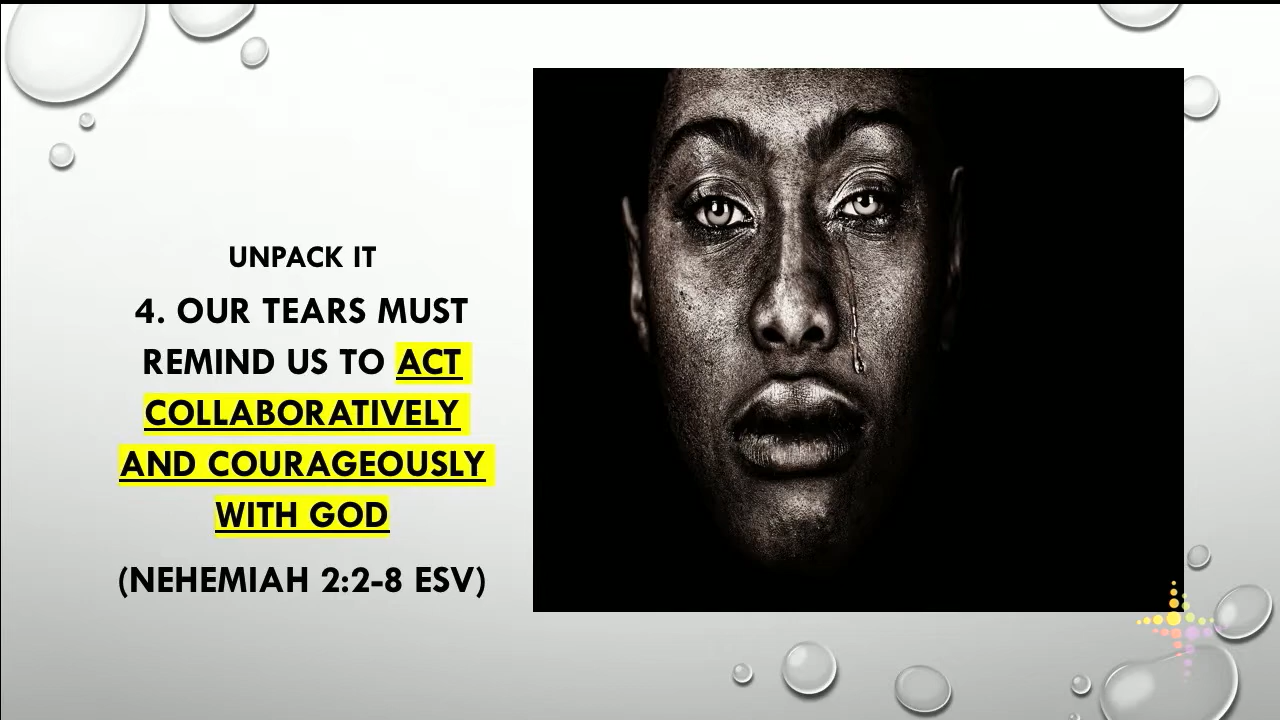 UNPACK IT
4. OUR TEARS MUST
REMIND US TO ACT
COLLABORATIVELY
AND COURAGEOUSLY
WITH GOD
(NEHEMIAH 2:2-8 ESV)